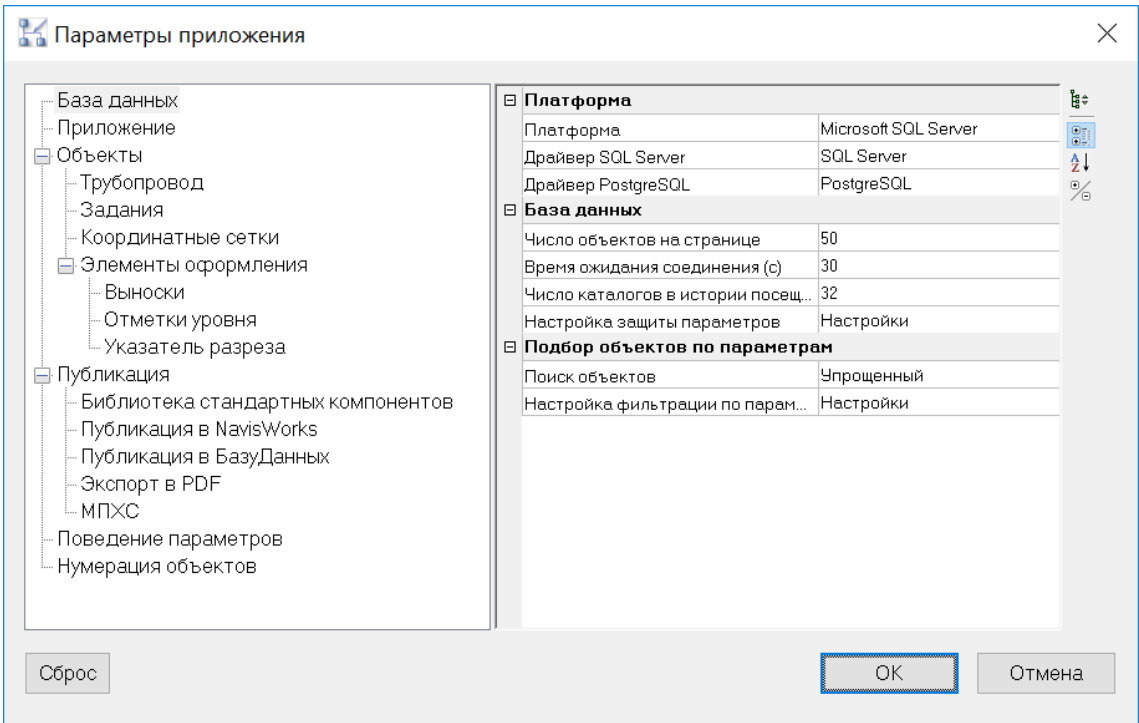 Параметры приложения
База данных
Приложение
Объекты
Трубопровод
Задания
Координатные сетки
Элементы оформления
Выноски
Отметки уровня
Указатель разреза
Публикация
Библиотека стандартных компонентов
Публикация в NavisWorks
Публикация в БазуДанных
Экспорт в PDF
МПХС
Поведение параметров
Нумерация объектов
Платформа
Платформа Microsoft SQL Server
Драйвер SQL Server SQL Server
Драйвер PostgreSQL PostgreSQL
База данных
Число объектов на странице 50
Время ожидания соединения (с) 30
Число каталогов в истории посещ... 32
Настройка защиты параметров Настройки
Подбор объектов по параметрам
Поиск объектов Упрощенный
Настройка фильтрации по парам... Настройки
Сброс OK Отмена